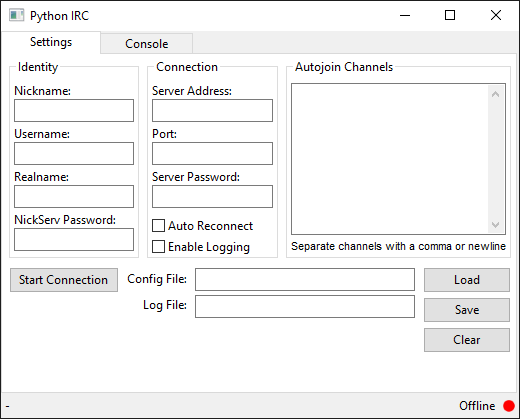 Python IRC
Settings
Console
Identity
Nickname:
Username:
Realname:
NickServ Password:
Connection
Server Address:
Port:
Server Password:
Auto Reconnect
Enable Logging
Autojoin Channels
Separate channels with a comma or newline
Start Connection
Config File:
Load
Log File:
Save
Clear
-
Offline